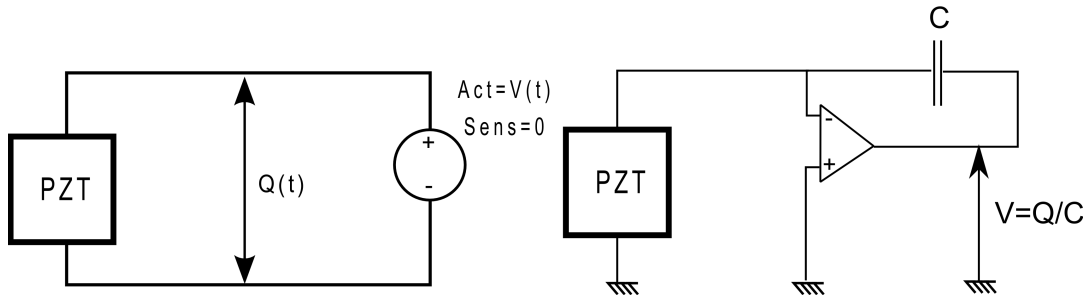 PZT
Q(t)
+
-
Act=V(t)
Sens=0
PZT
-
+
C
V=Q/C